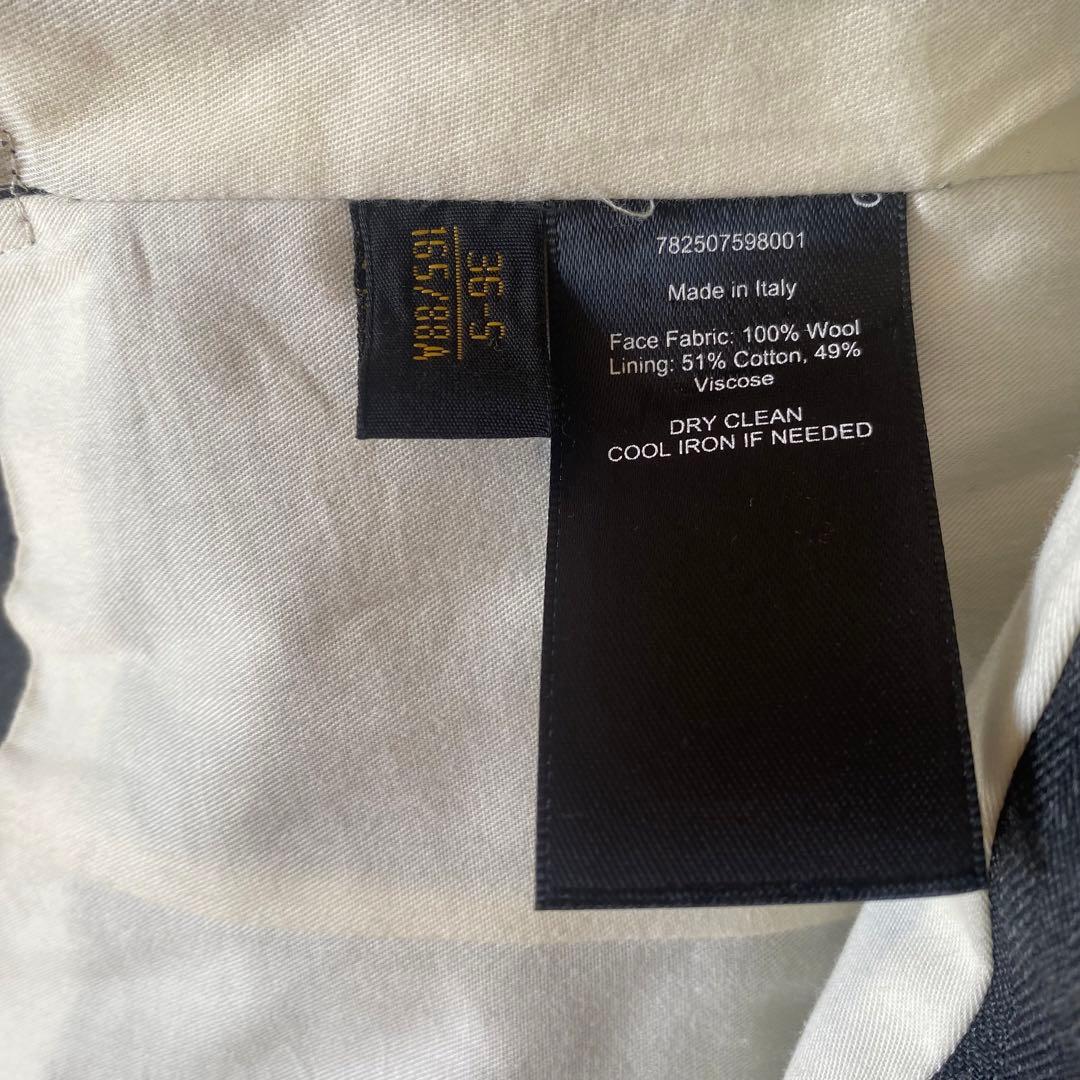 165/88A
36-S
782507598001
Made in Italy
Face Fabric: 100% Wool
Lining: 51% Cotton, 49%
Viscose
DRY CLEAN
COOL IRON IF NEEDED